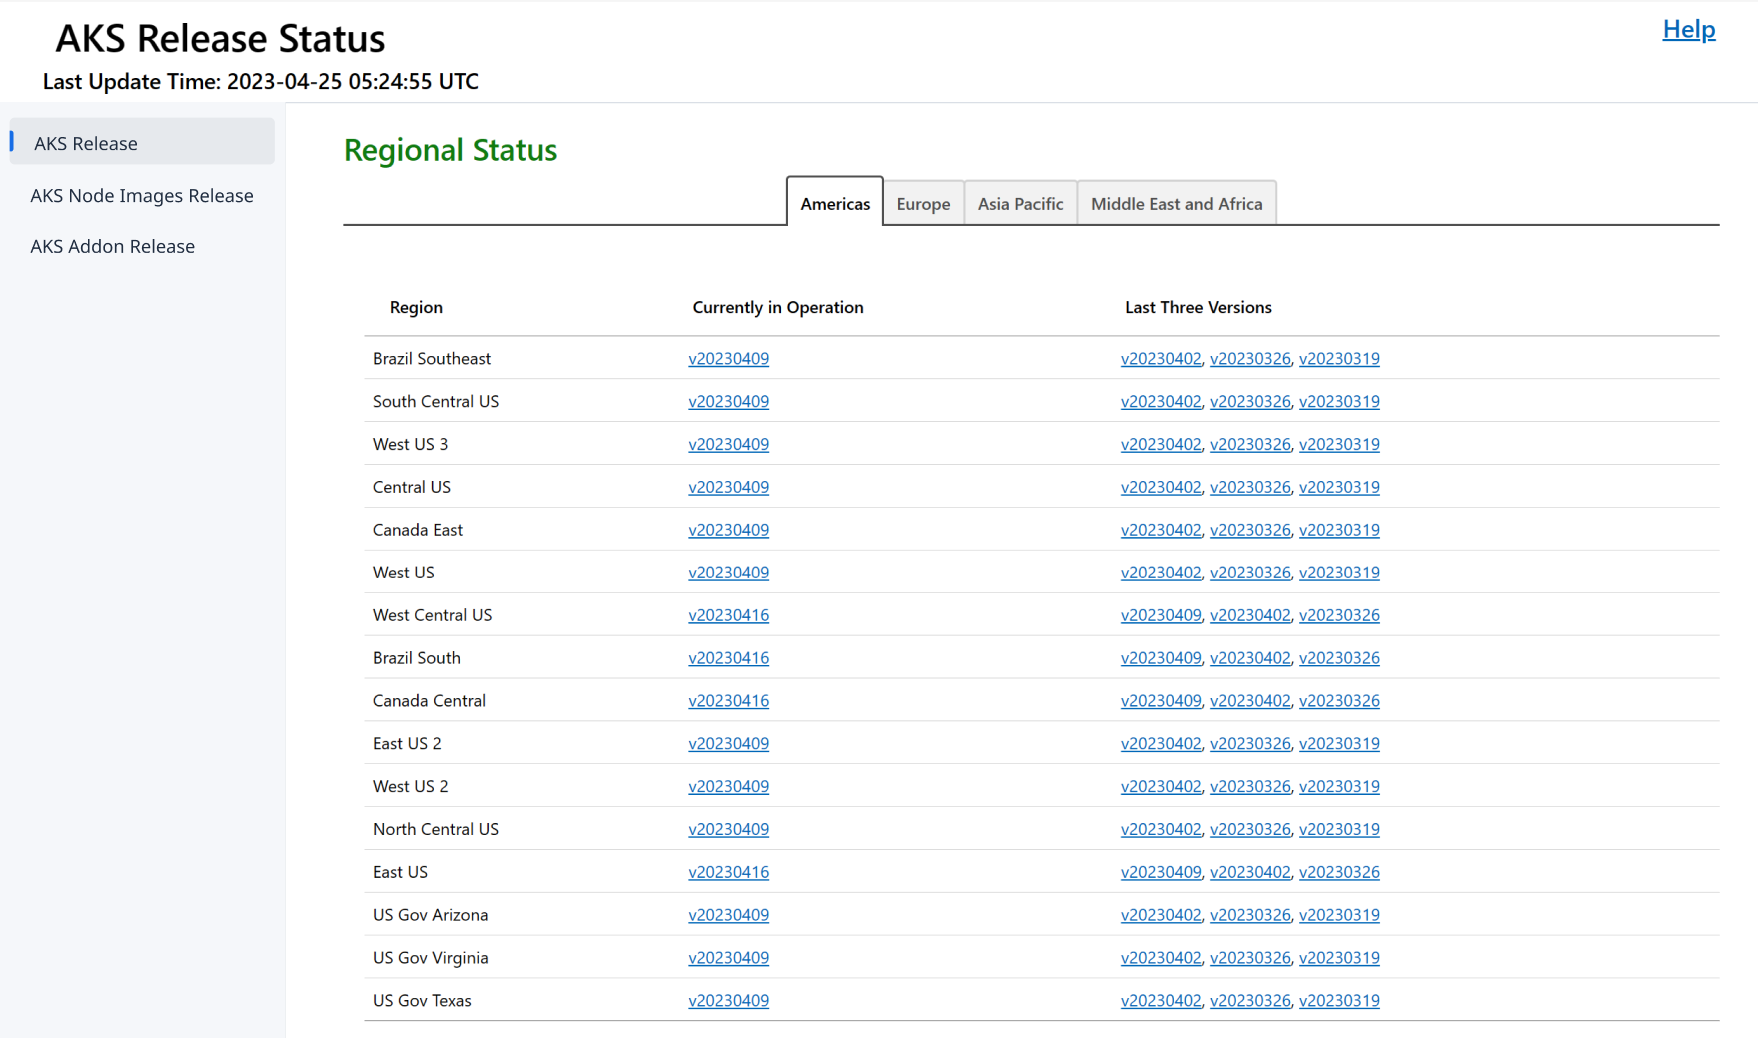 AKS Release Status
Help
Last Update Time: 2023-04-25 05:24:55 UTC
AKS Release
AKS Node Images Release
AKS Addon Release
Regional Status
Americas Europe Asia Pacific Middle East and Africa
Region Currently in Operation Last Three Versions
Brazil Southeast v20230409 v20230402, v20230326, v20230319
South Central US v20230409 v20230402, v20230326, v20230319
West US 3 v20230409 v20230402, v20230326, v20230319
Central US v20230409 v20230402, v20230326, v20230319
Canada East v20230409 v20230402, v20230326, v20230319
West US v20230409 v20230402, v20230326, v20230319
West Central US v20230416 v20230409, v20230402, v20230326
Brazil South v20230416 v20230409, v20230402, v20230326
Canada Central v20230416 v20230409, v20230402, v20230326
East US 2 v20230409 v20230402, v20230326, v20230319
West US 2 v20230409 v20230402, v20230326, v20230319
North Central US v20230409 v20230402, v20230326, v20230319
East US v20230416 v20230409, v20230402, v20230326
US Gov Arizona v20230409 v20230402, v20230326, v20230319
US Gov Virginia v20230409 v20230402, v20230326, v20230319
US Gov Texas v20230409 v20230402, v20230326, v20230319